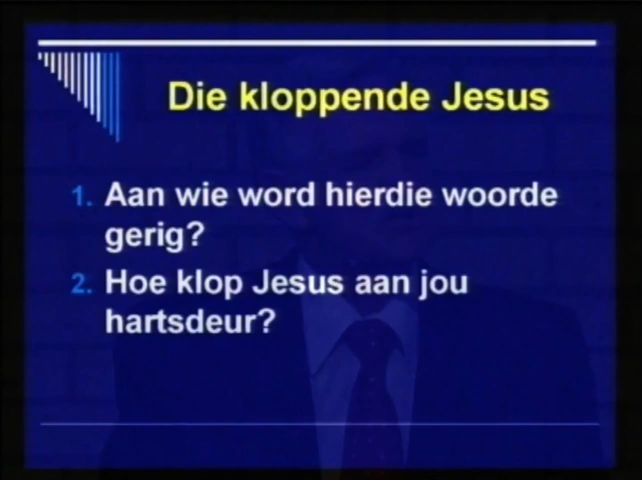 Die kloppende Jesus
1. Aan wie word hierdie woorde
gerig?
2. Hoe klop Jesus aan jou
hartsdeur?